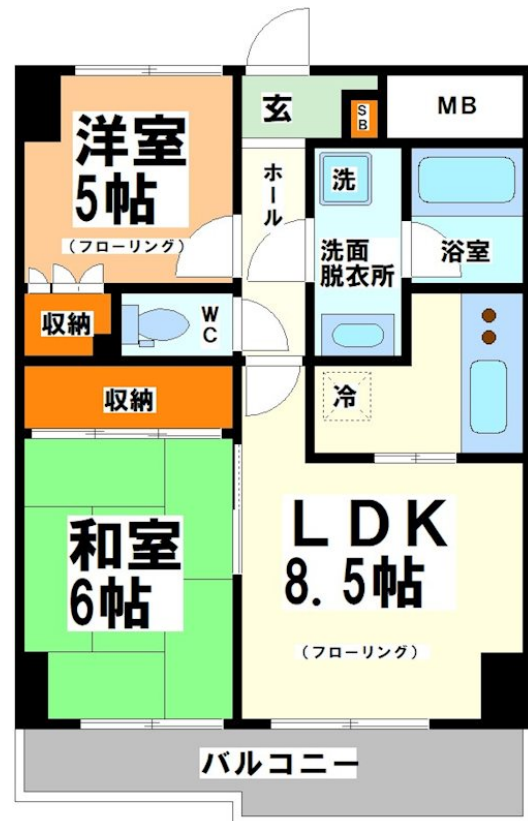 玄
SB
MB
洋室
5帖
(フローリング)
ホール
洗
洗面
脱衣所
浴室
収納
WC
収納
冷
和室
6帖
LDK
8.5帖
(フローリング)
バルコニー